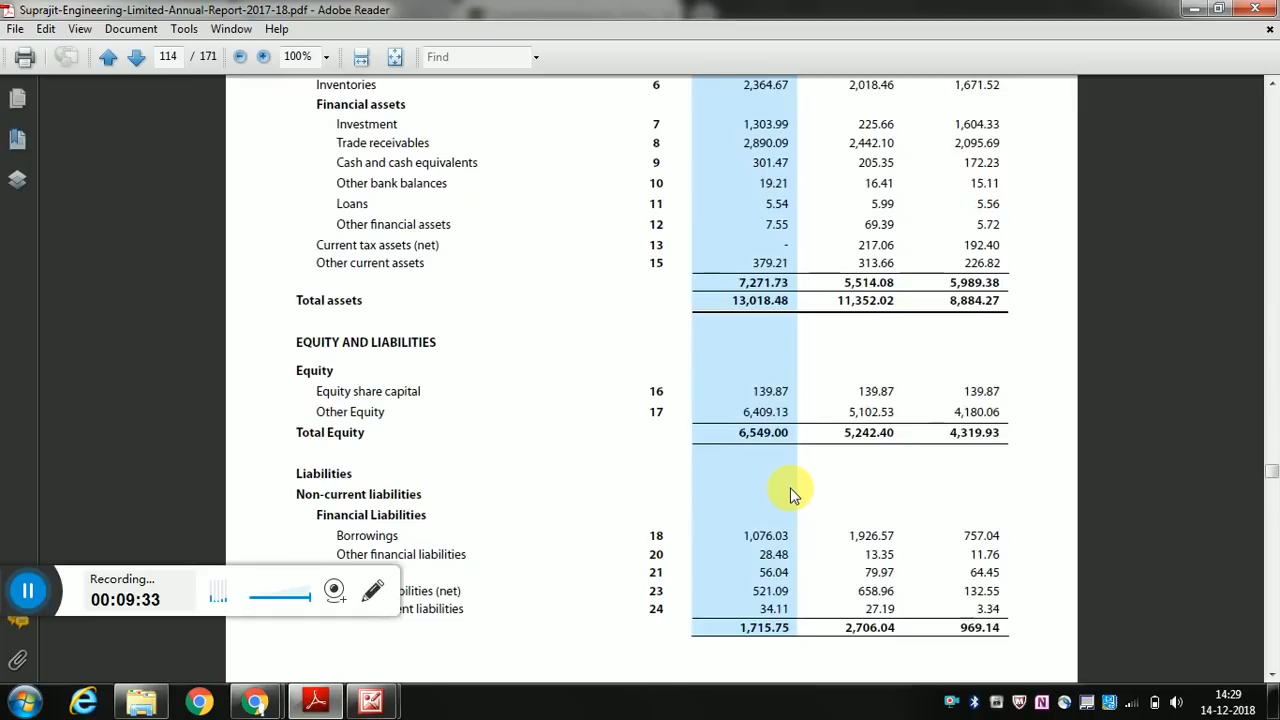 Suprajit-Engineering-Limited-Annual-Report-2017-18.pdf - Adobe Reader
File Edit View Document Tools Window Help
114 / 171 100% Find
Inventories 6 2,364.67 2,018.46 1,671.52
Financial assets
Investment 7 1,303.99 225.66 1,604.33
Trade receivables 8 2,890.09 2,442.10 2,095.69
Cash and cash equivalents 9 301.47 205.35 172.23
Other bank balances 10 19.21 16.41 15.11
Loans 11 5.54 5.99 5.56
Other financial assets 12 7.55 69.39 5.72
Current tax assets (net) 13 - 217.06 192.40
Other current assets 15 379.21 313.66 226.82
7,271.73 5,514.08 5,989.38
Total assets 13,018.48 11,352.02 8,884.27
EQUITY AND LIABILITIES
Equity
Equity share capital 16 139.87 139.87 139.87
Other Equity 17 6,409.13 5,102.53 4,180.06
Total Equity 6,549.00 5,242.40 4,319.93
Liabilities
Non-current liabilities
Financial Liabilities
Borrowings 18 1,076.03 1,926.57 757.04
Other financial liabilities 20 28.48 13.35 11.76
21 56.04 79.97 64.45
bilities (net) 23 521.09 658.96 132.55
ent liabilities 24 34.11 27.19 3.34
1,715.75 2,706.04 969.14
Recording...
00:09:33
14:29
14-12-2018